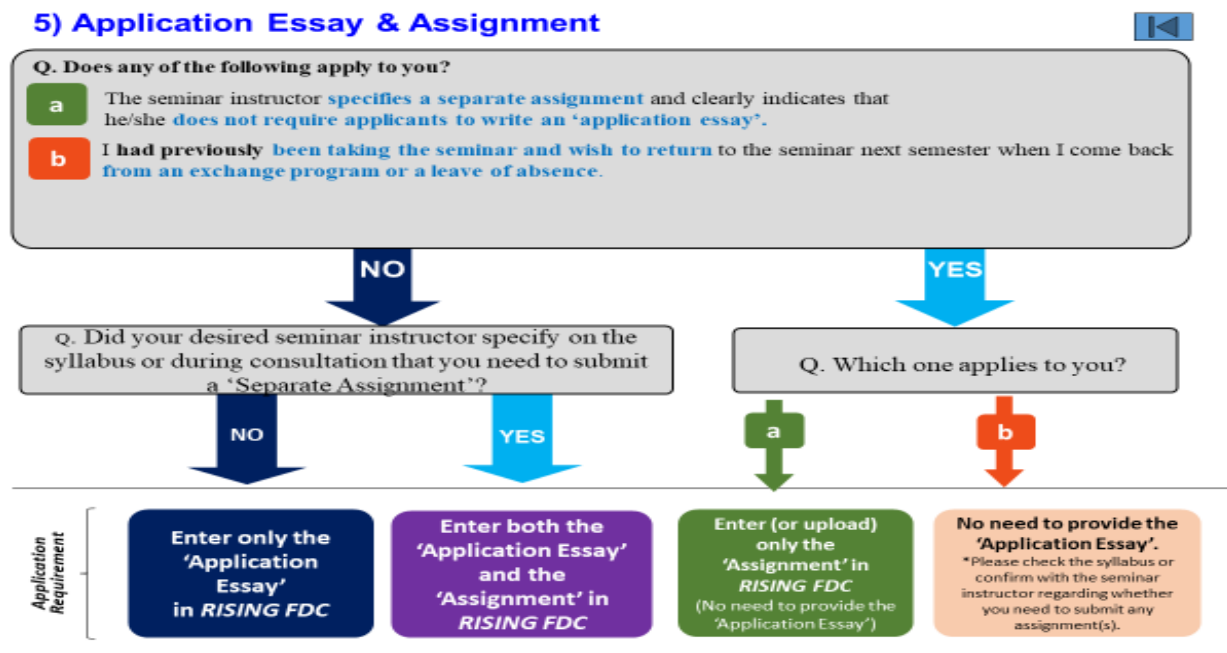 5) Application Essay & Assignment
Q. Does any of the following apply to you?
a
The seminar instructor specifies a separate assignment and clearly indicates that
he/she does not require applicants to write an ‘application essay’.
b
I had previously been taking the seminar and wish to return to the seminar next semester when I come back
from an exchange program or a leave of absence.
NO
YES
Q. Did your desired seminar instructor specify on the
syllabus or during consultation that you need to submit
a ‘Separate Assignment’?
Q. Which one applies to you?
NO
YES
a
b
Application
Requirement
Enter only the
‘Application
Essay’
in RISING FDC
Enter both the
‘Application Essay’
and the
‘Assignment’ in
RISING FDC
Enter (or upload)
only the
‘Assignment’ in
RISING FDC
(No need to provide the
‘Application Essay’)
No need to provide the
‘Application Essay’.
*Please check the syllabus or
confirm with the seminar
instructor regarding whether
you need to submit any
assignment(s).